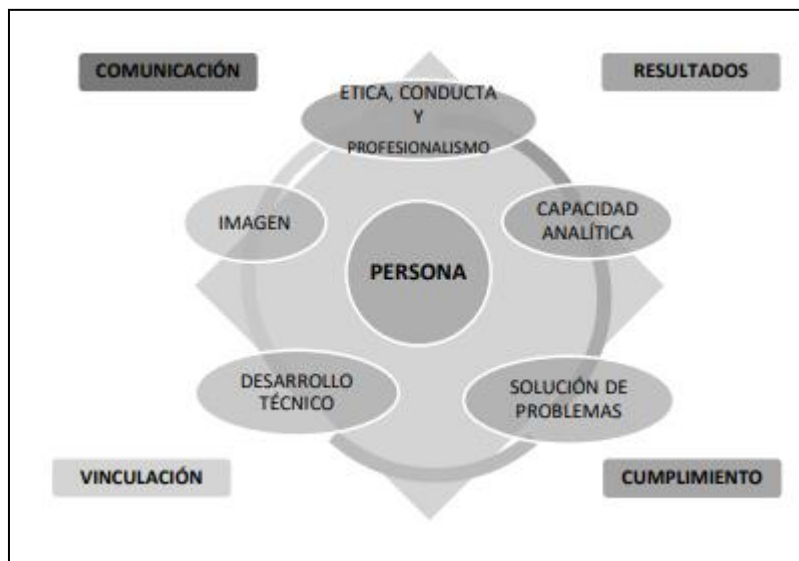 COMUNICACIÓN
RESULTADOS
ETICA, CONDUCTA
Y
PROFESIONALISMO
IMAGEN
CAPACIDAD
ANALÍTICA
PERSONA
DESARROLLO
TÉCNICO
SOLUCIÓN DE
PROBLEMAS
VINCULACIÓN
CUMPLIMIENTO